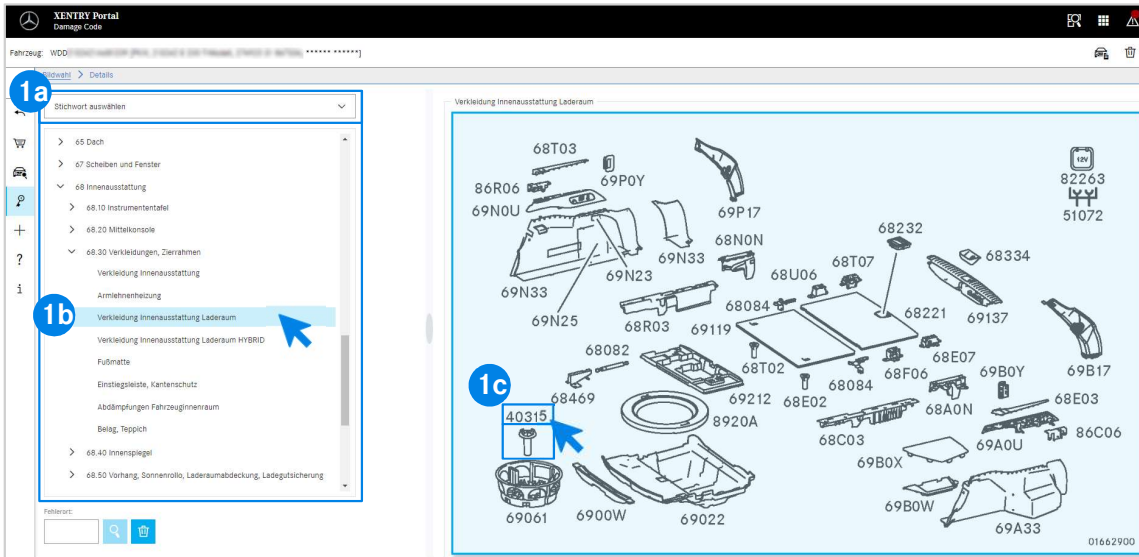 XENTRY Portal
Damage Code
Fahrzeug: WDD
****** ******]
Bildwahl > Details
1a
Stichwort auswählen
65 Dach
67 Scheiben und Fenster
68 Innenausstattung
68.10 Instrumententafel
68.20 Mittelkonsole
68.30 Verkleidungen, Zierrahmen
Verkleidung Innenausstattung
Armlehnenheizung
1b
Verkleidung Innenausstattung Laderaum
Verkleidung Innenausstattung Laderaum HYBRID
Fußmatte
Einstiegsleiste, Kantenschutz
Abdämpfungen Fahrzeuginnenraum
Belag, Teppich
68.40 Innenspiegel
68.50 Vorhang, Sonnenrollo, Laderaumabdeckung, Ladegutsicherung
Fehlerort:
Verkleidung Innenausstattung Laderaum
68T03
69P0Y
86R06
69N0U
69P17
12V
82263
51072
68232
68N0N
69N33
69N23
68U06
68T07
68334
69N33
69N25
68R03
68084
69119
68221
69137
68082
68T02
68084
68F06
68E07
69B0Y
69B17
1c
68469
69212
68E02
68A0N
68E03
40315
8920A
68C03
69A0U
86C06
69B0X
69061
6900W
69022
69B0W
69A33
01662900